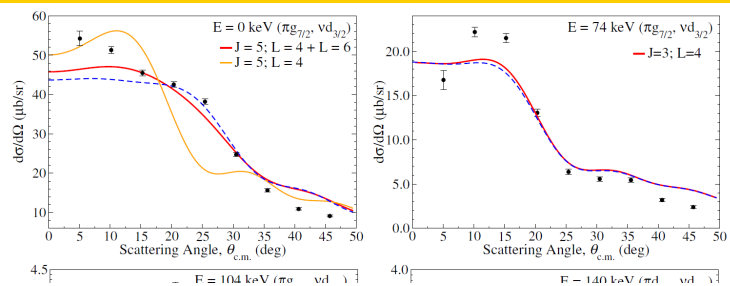 E = 0 keV (πg7/2, νd3/2)
J = 5; L = 4 + L = 6
J = 5; L = 4
60
50
40
30
20
10
dσ/dΩ (μb/sr)
0 5 10 15 20 25 30 35 40 45 50
Scattering Angle, θc.m. (deg)
E = 74 keV (πg7/2, νd3/2)
J=3; L=4
20.0
15.0
10.0
5.0
0.0
dσ/dΩ (μb/sr)
0 5 10 15 20 25 30 35 40 45 50
Scattering Angle, θc.m. (deg)
4.5
E = 104 keV (πg
νd
4.0
E = 140 keV (πd
νd